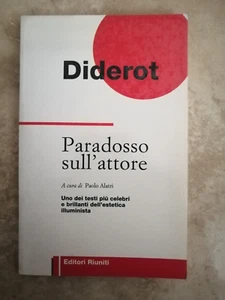 Diderot
Paradosso
sull'attore
A cura di Paolo Alatri
Uno dei testi più celebri
e brillanti dell'estetica
illuminista
Editori Riuniti